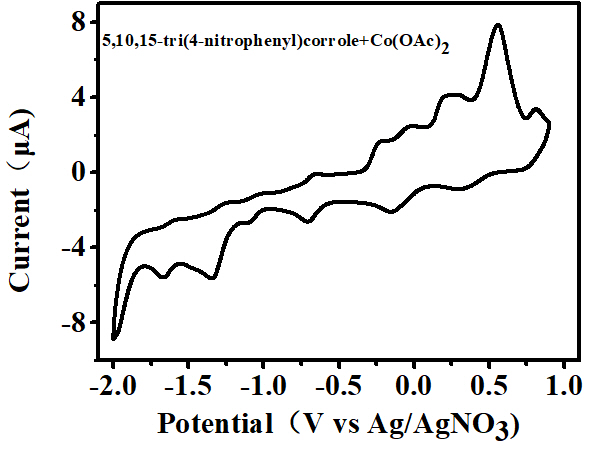 5,10,15-tri(4-nitrophenyl)corrole+Co(OAc)2
Current（μA）
8
4
0
-4
-8
-2.0 -1.5 -1.0 -0.5 0.0 0.5 1.0
Potential（V vs Ag/AgNO3)